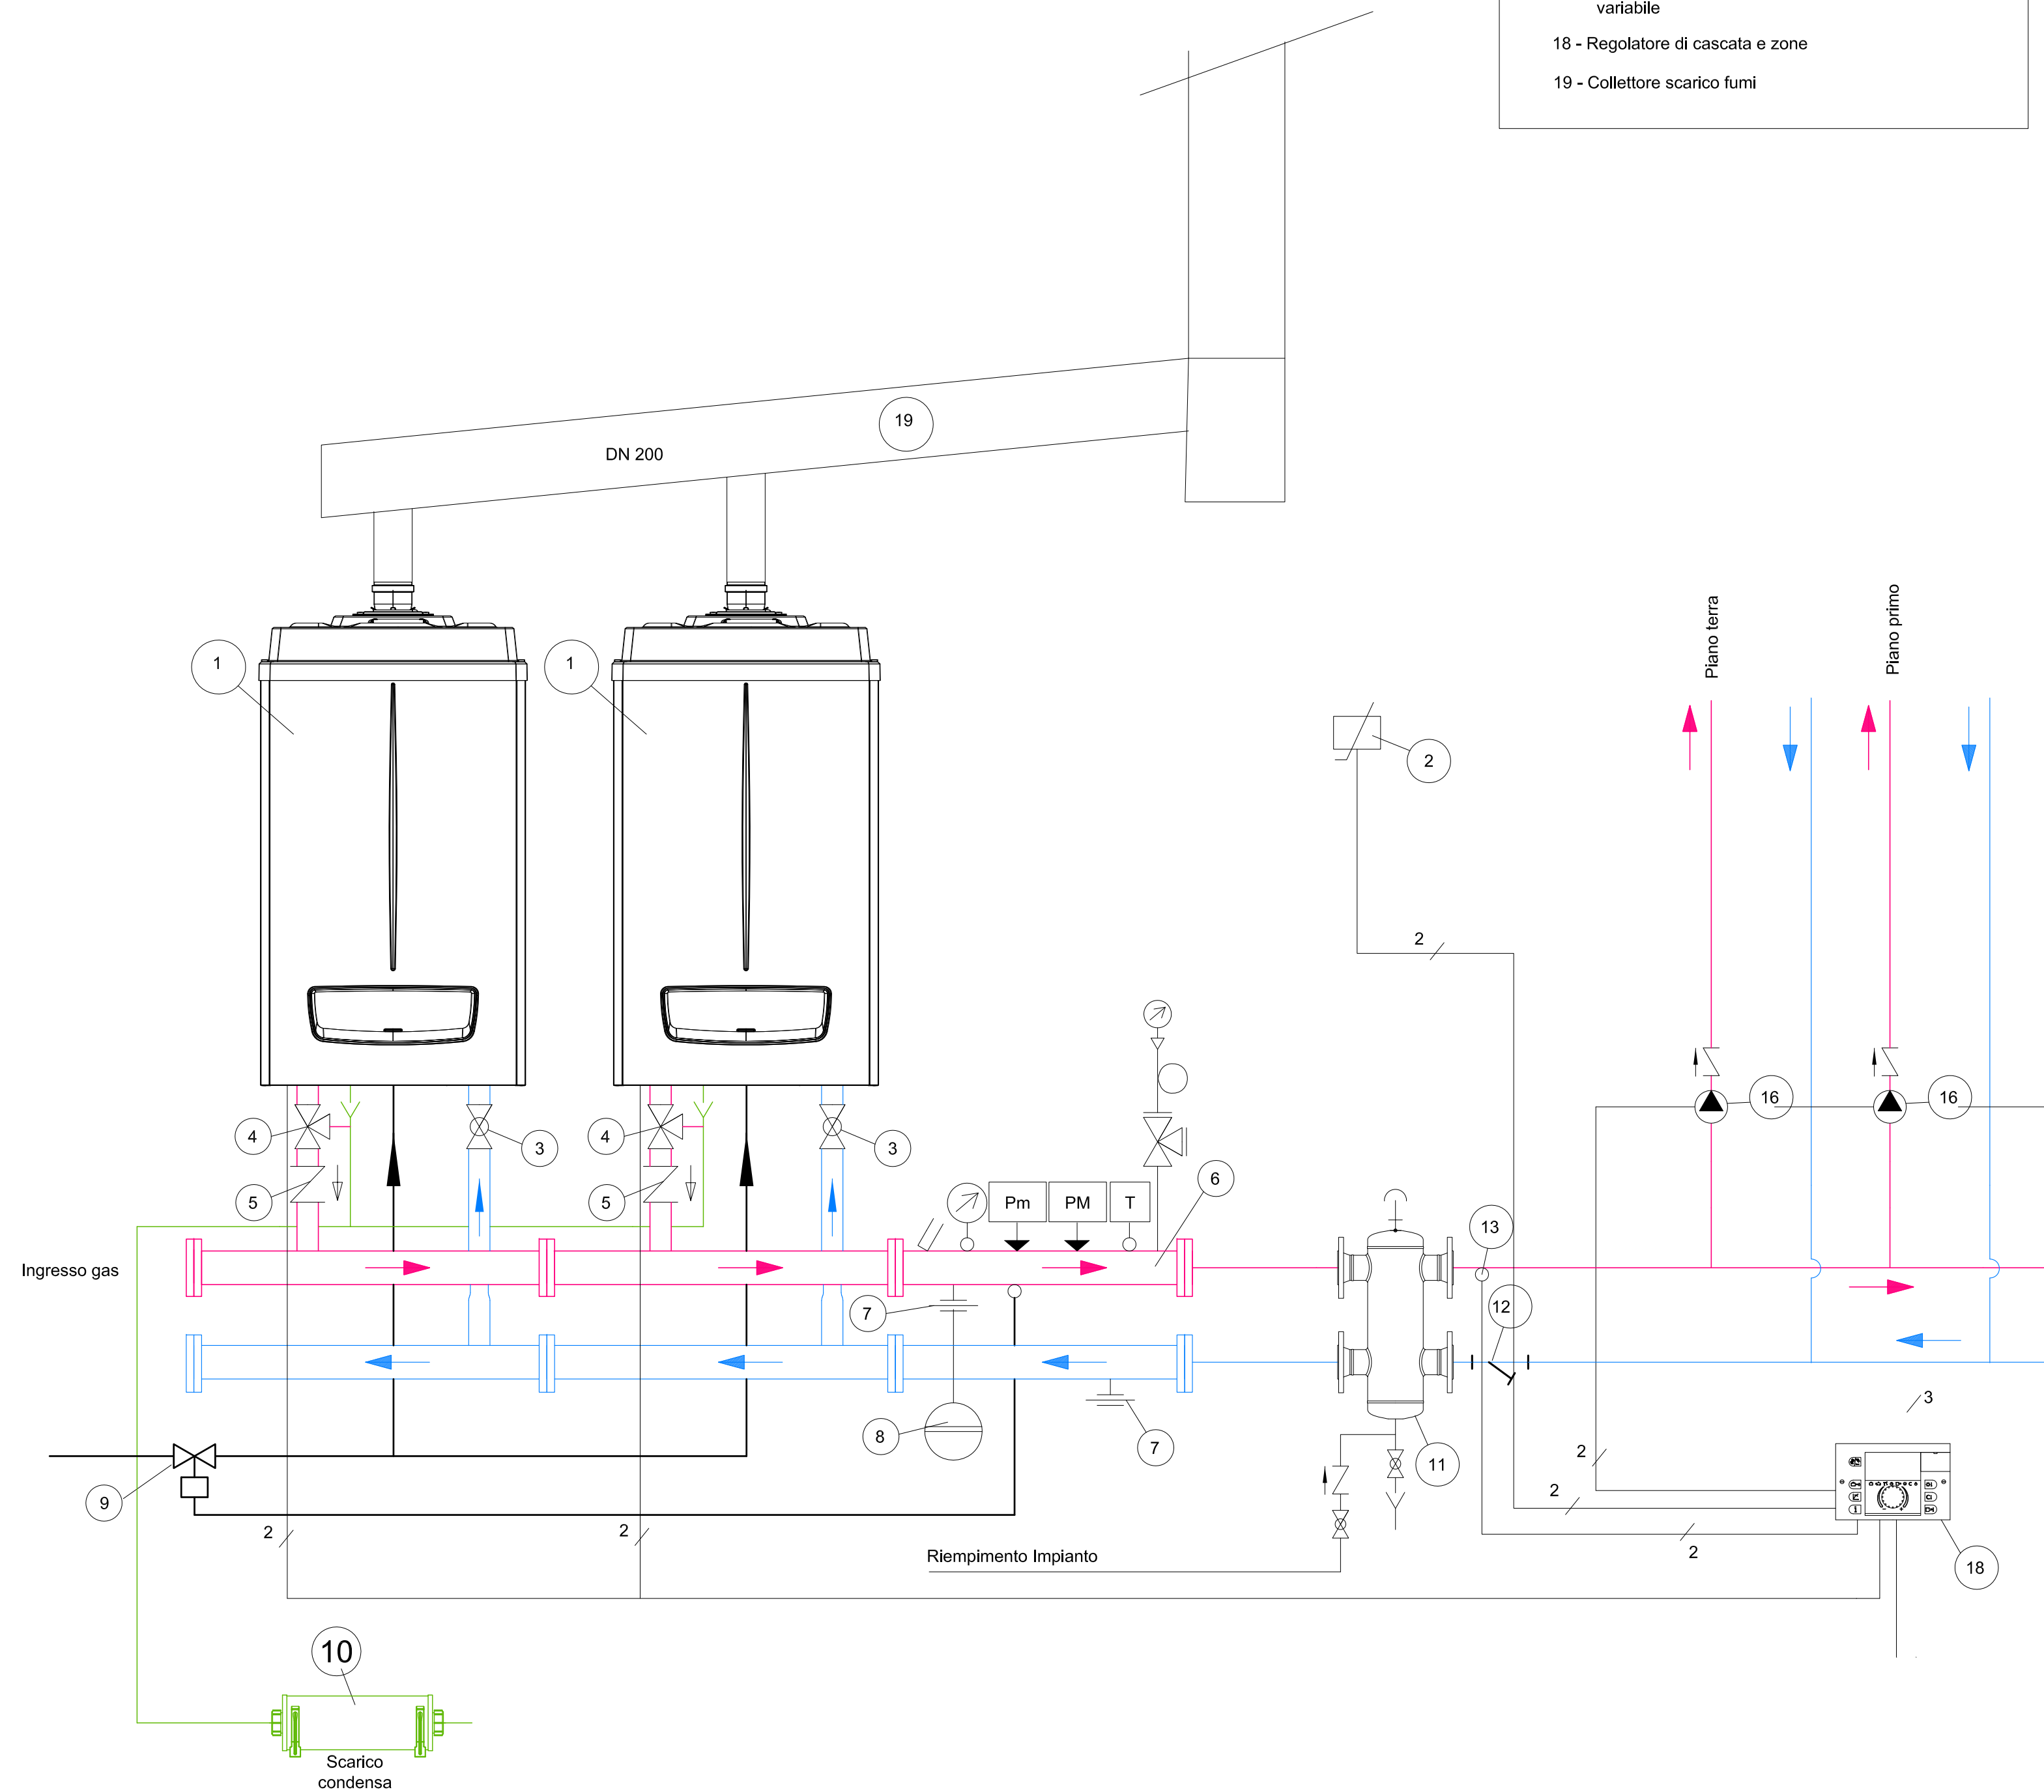 variabile
18 - Regolatore di cascata e zone
19 - Collettore scarico fumi
19
DN 200
Piano terra
Piano primo
1
1
2
2
16
16
4
3
4
3
5
5
Pm
PM
T
6
13
Ingresso gas
12
7
3
8
7
11
2
9
2
2
2
2
Riempimento Impianto
2
18
10
Scarico
condensa